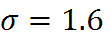 𝜎 = 1.6